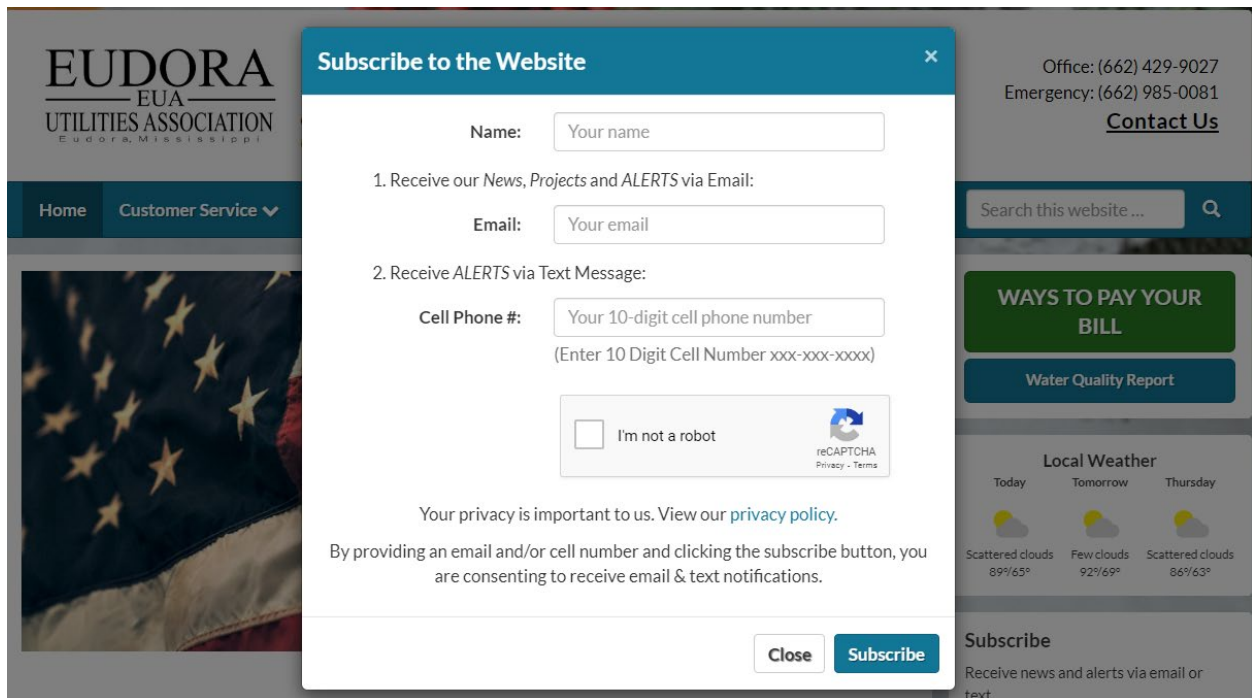 EUDORA
EUA
UTILITIES ASSOCIATION
Eudora, Mississippi
Office: (662) 429-9027
Emergency: (662) 985-0081
Contact Us
Home
Customer Service
Search this website ...
Subscribe to the Website
×
Name:
Your name
1. Receive our News, Projects and ALERTS via Email:
Email:
Your email
2. Receive ALERTS via Text Message:
Cell Phone #:
Your 10-digit cell phone number
(Enter 10 Digit Cell Number xxx-xxx-xxxx)
I'm not a robot
reCAPTCHA
Privacy - Terms
Your privacy is important to us. View our privacy policy.
By providing an email and/or cell number and clicking the subscribe button, you
are consenting to receive email & text notifications.
Close
Subscribe
WAYS TO PAY YOUR
BILL
Water Quality Report
Local Weather
Today Tomorrow Thursday
Scattered clouds Few clouds Scattered clouds
89°/65° 92°/69° 86°/63°
Subscribe
Receive news and alerts via email or
text